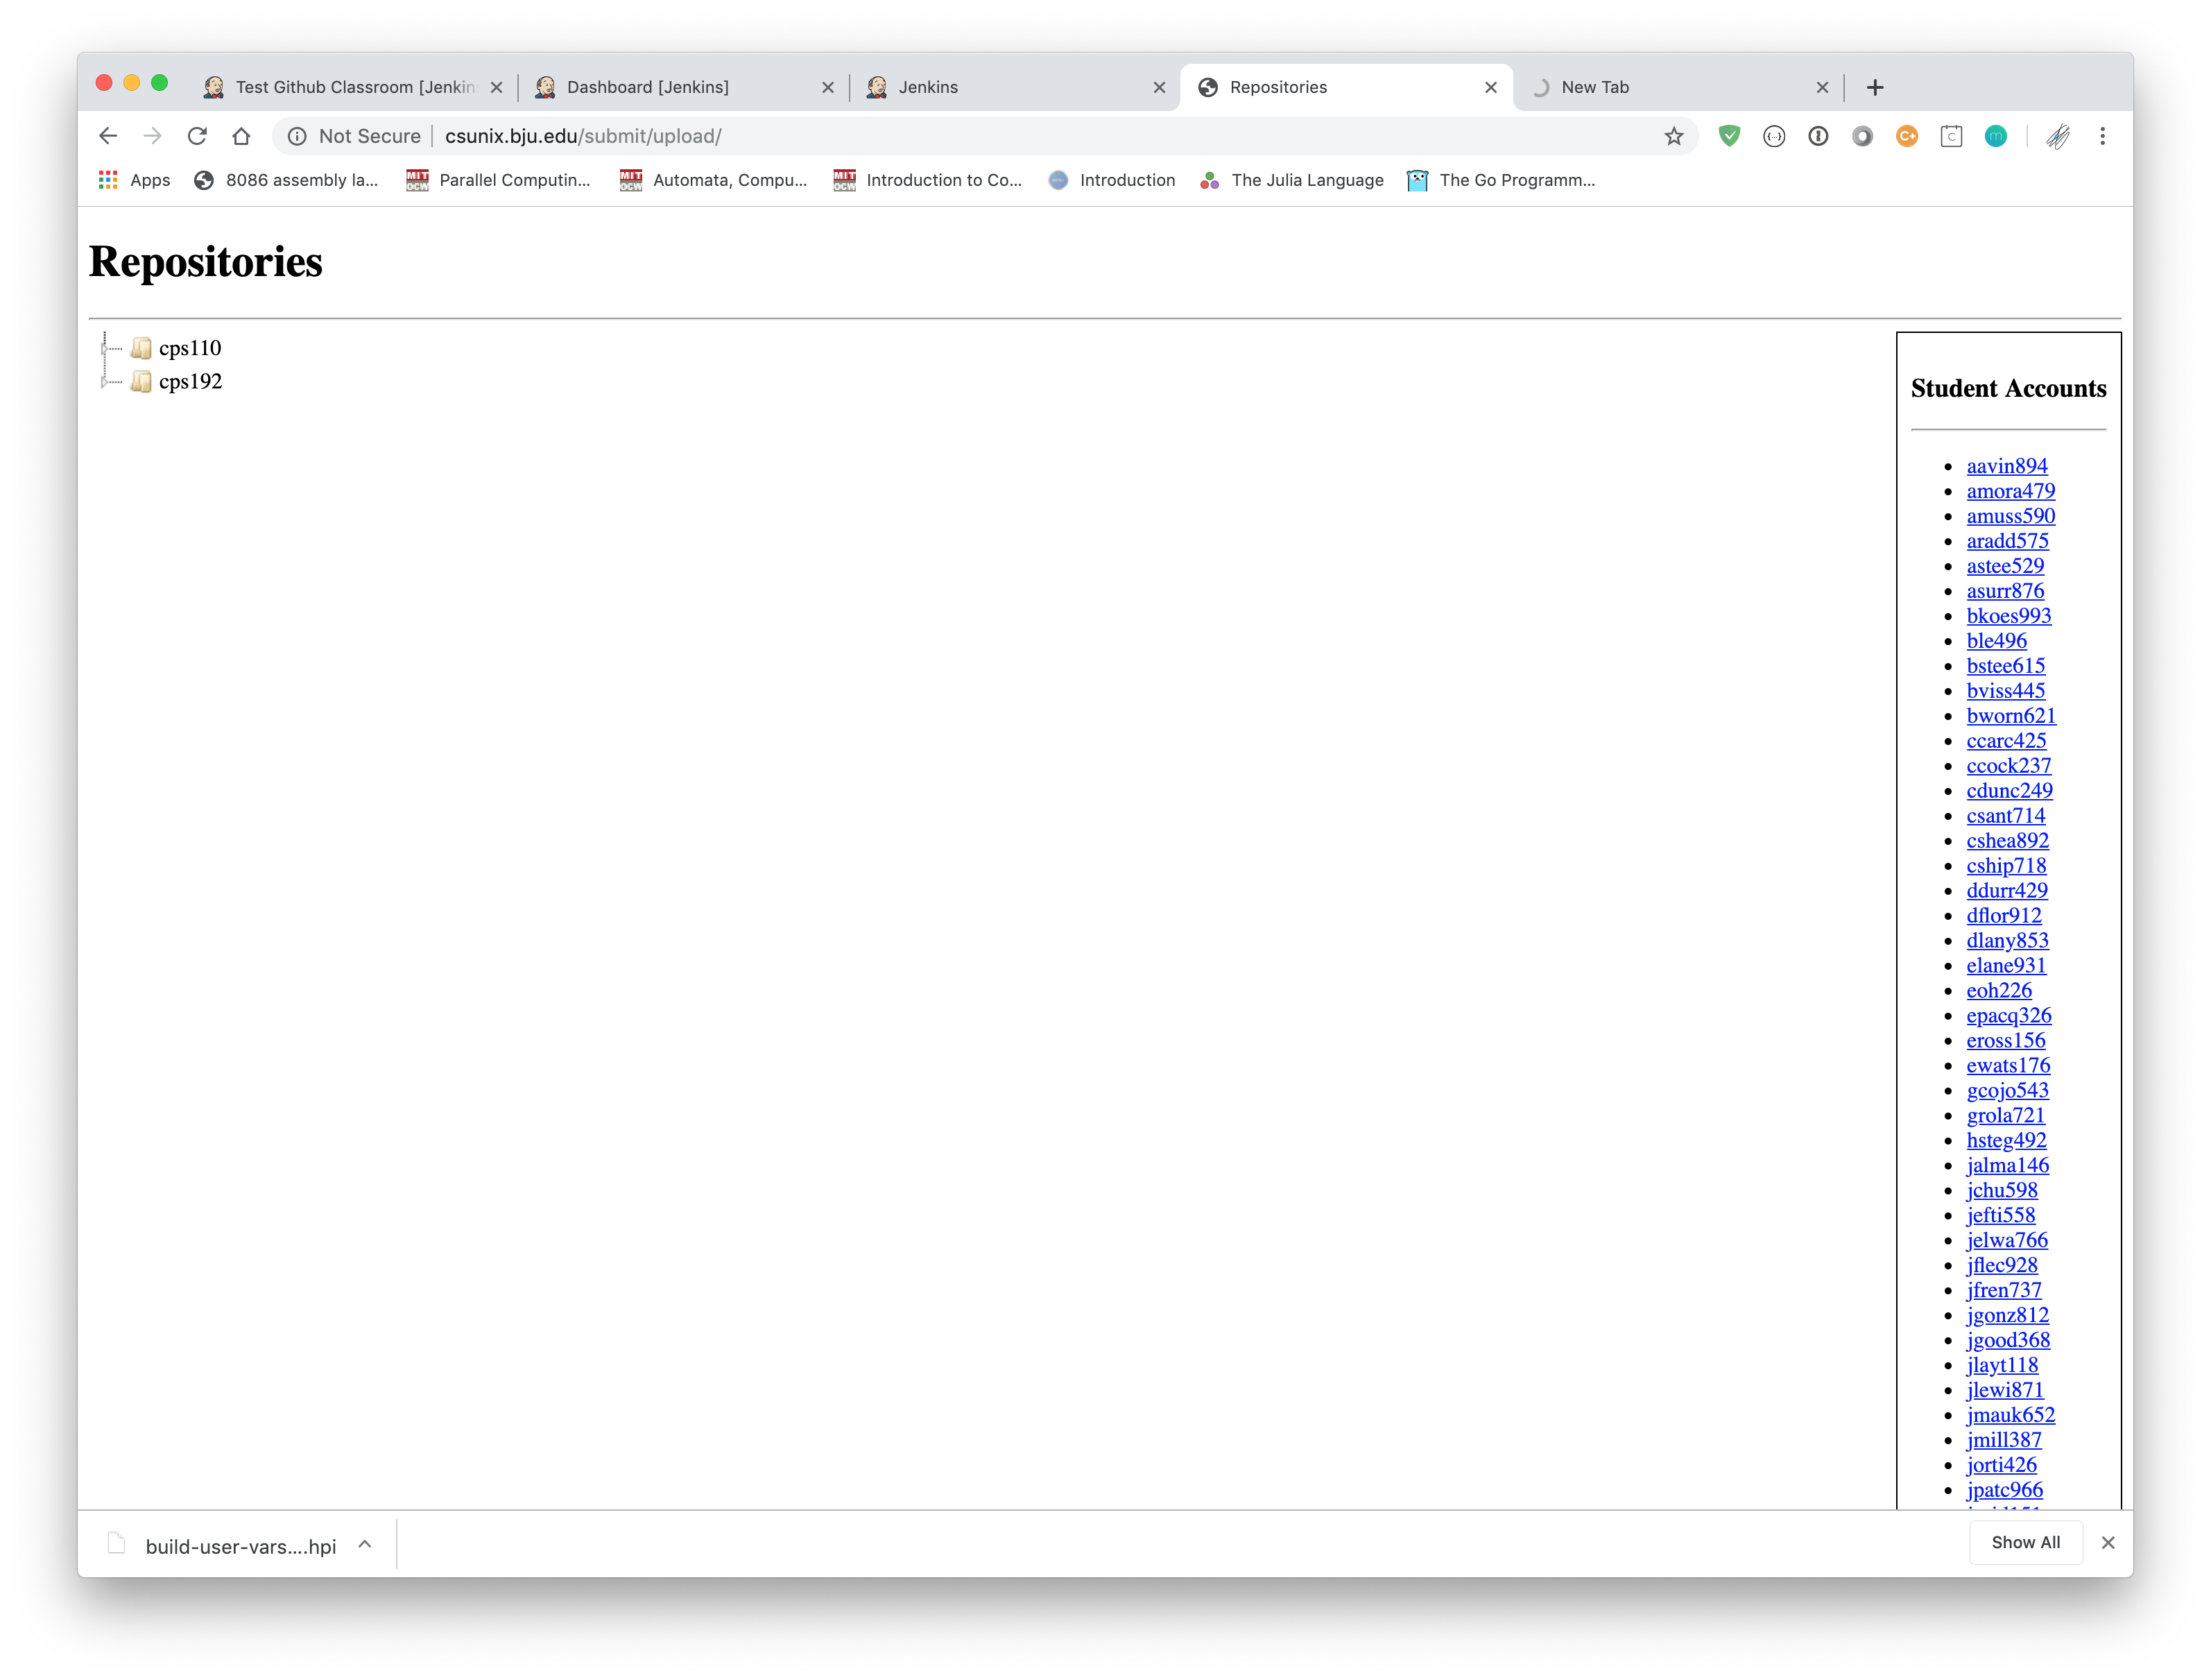 Test Github Classroom [Jenkin
Dashboard [Jenkins]
Jenkins
Repositories
New Tab
Not Secure
csunix.bju.edu/submit/upload/
Apps
8086 assembly la...
Parallel Computin...
Automata, Compu...
Introduction to Co...
Introduction
The Julia Language
The Go Programm...
Repositories
cps110
cps192
Student Accounts
aavin894
amora479
amuss590
aradd575
astee529
asurr876
bkoes993
ble496
bstee615
bviss445
bworn621
ccarc425
ccock237
cdunc249
csant714
cshea892
cship718
ddurr429
dflor912
dlany853
elane931
eoh226
epacq326
eross156
ewats176
gcojo543
grola721
hsteg492
jalma146
jchu598
jefti558
jelwa766
jflec928
jfren737
jgonz812
jgood368
jlayt118
jlewi871
jmauk652
jmill387
jorti426
jpatc966
build-user-vars....hpi
Show All